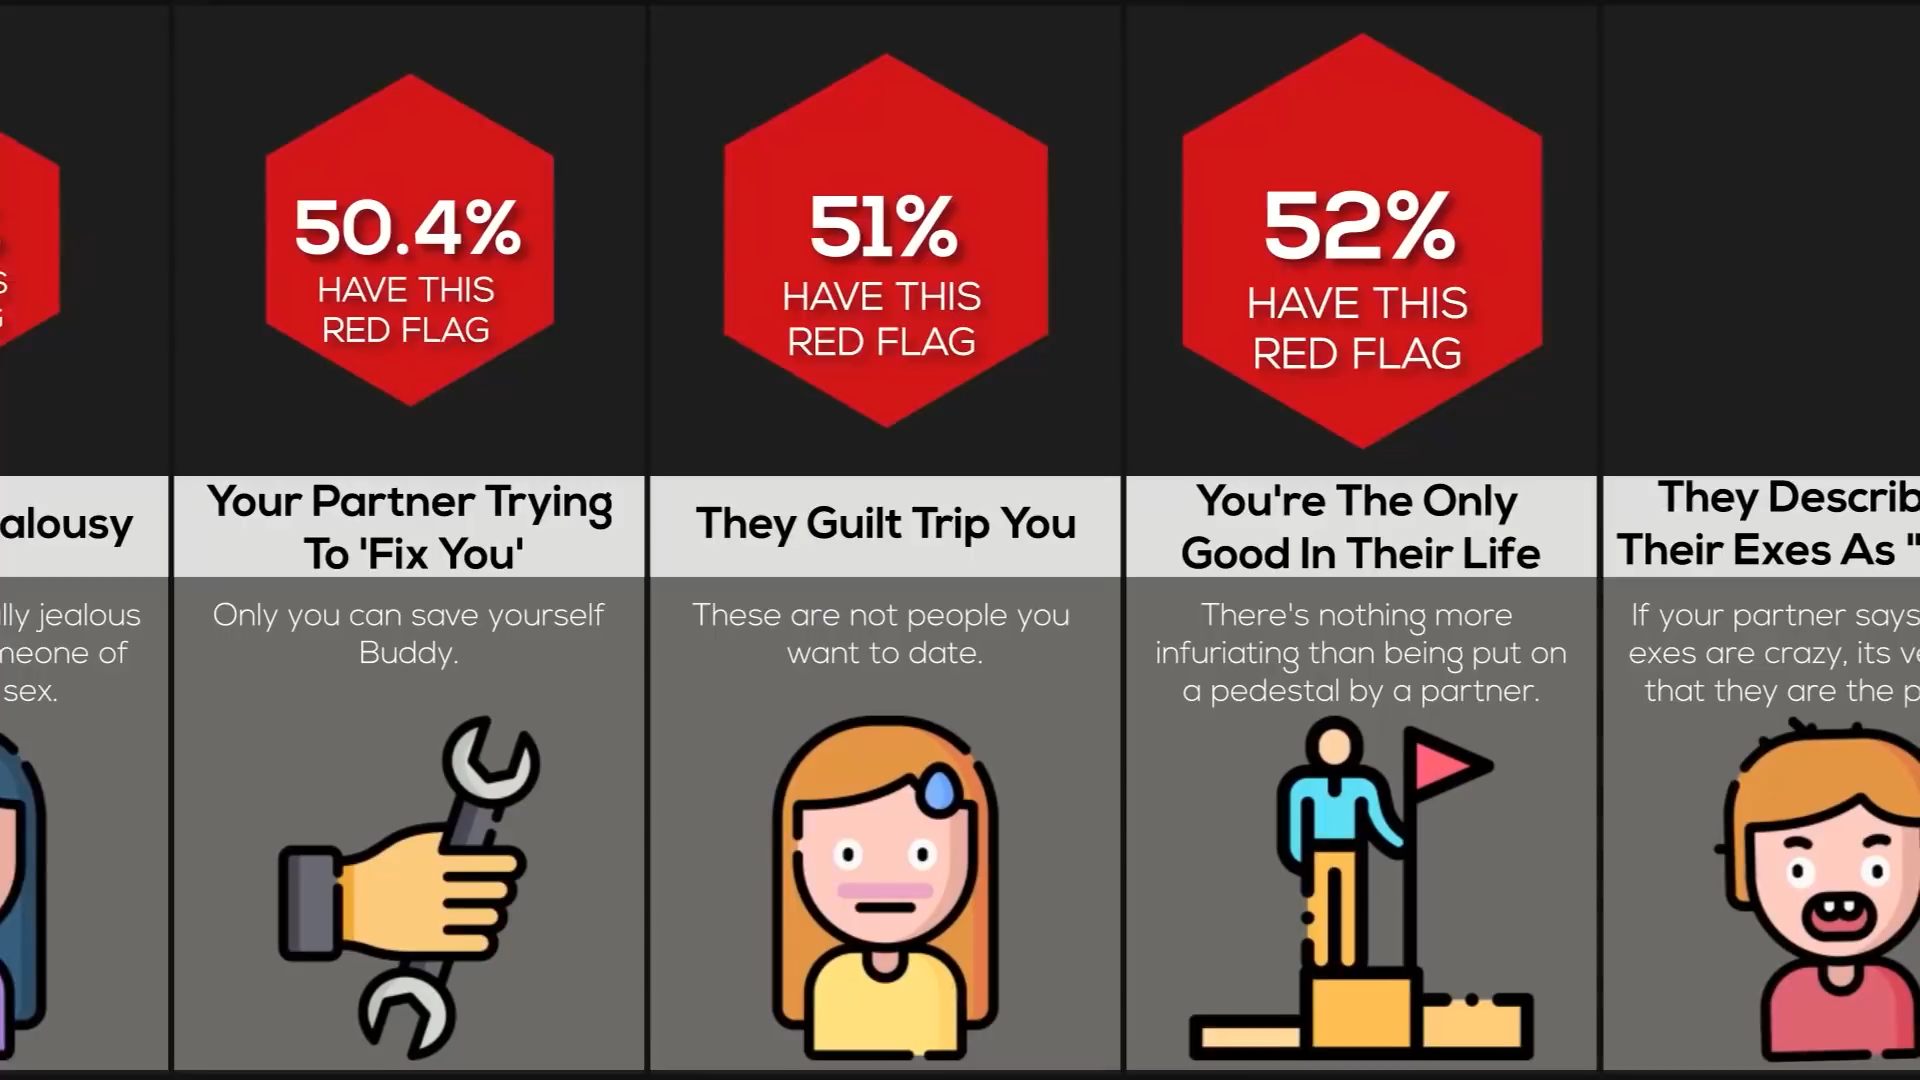 alousy
lly jealous
meone of
sex.
50.4%
HAVE THIS
RED FLAG
Your Partner Trying
To 'Fix You'
Only you can save yourself
Buddy.
51%
HAVE THIS
RED FLAG
They Guilt Trip You
These are not people you
want to date.
52%
HAVE THIS
RED FLAG
You're The Only
Good In Their Life
There's nothing more
infuriating than being put on
a pedestal by a partner.
They Describ
Their Exes As "
If your partner says
exes are crazy, its ve
that they are the p